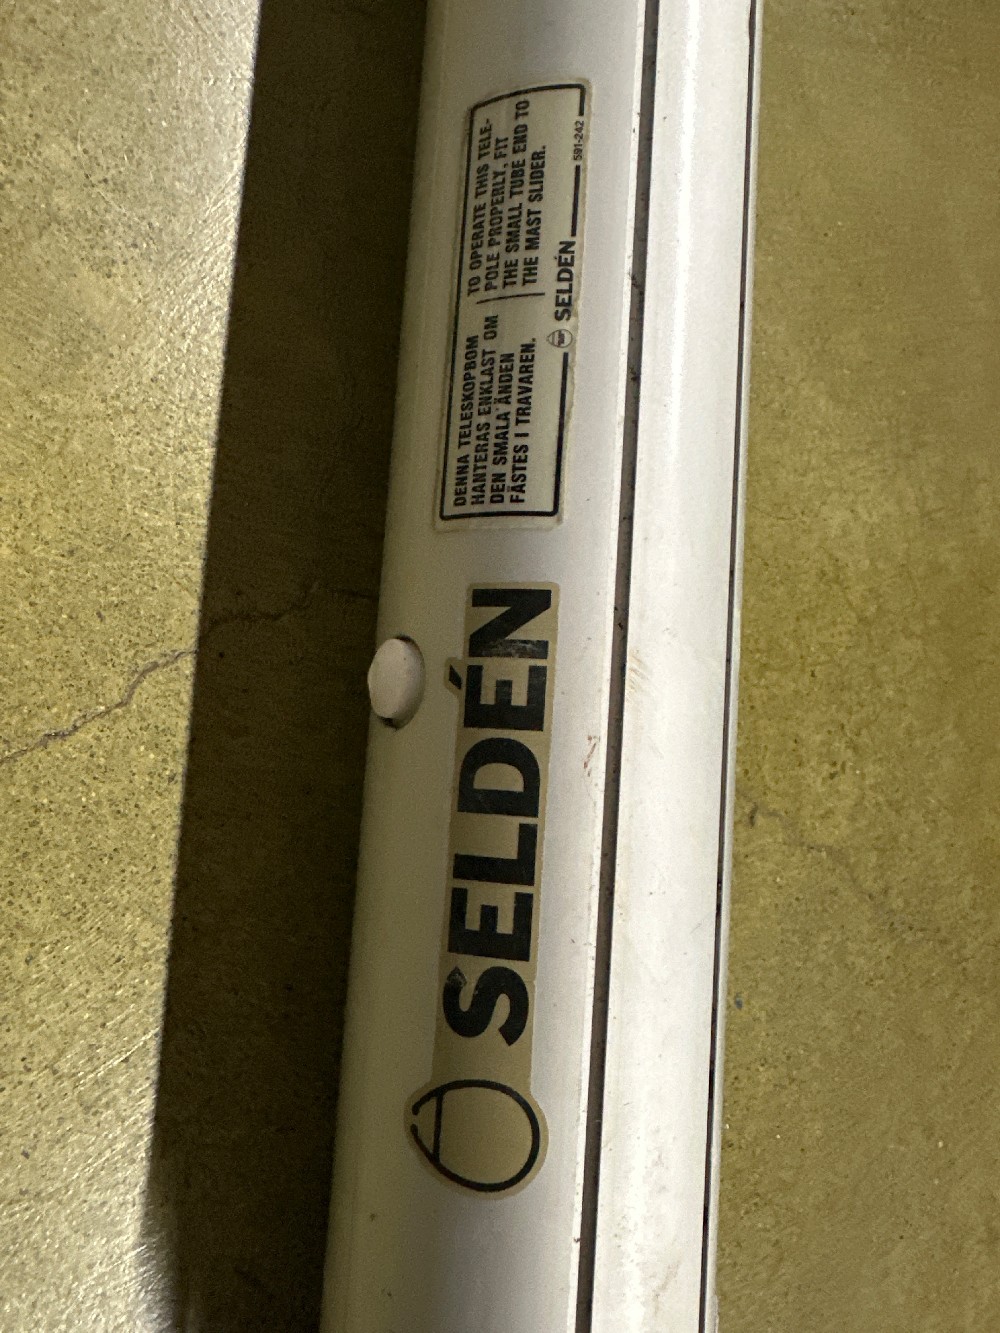 DENNA TELESKOPBOM
HANTERAS ENKLAST OM
DEN SMALA ÄNDEN
FÄSTES I TRAVAREN.
TO OPERATE THIS TELE-
POLE PROPERLY, FIT
THE SMALL TUBE END TO
THE MAST SLIDER.
SELDÉN
591-242
SELDÉN